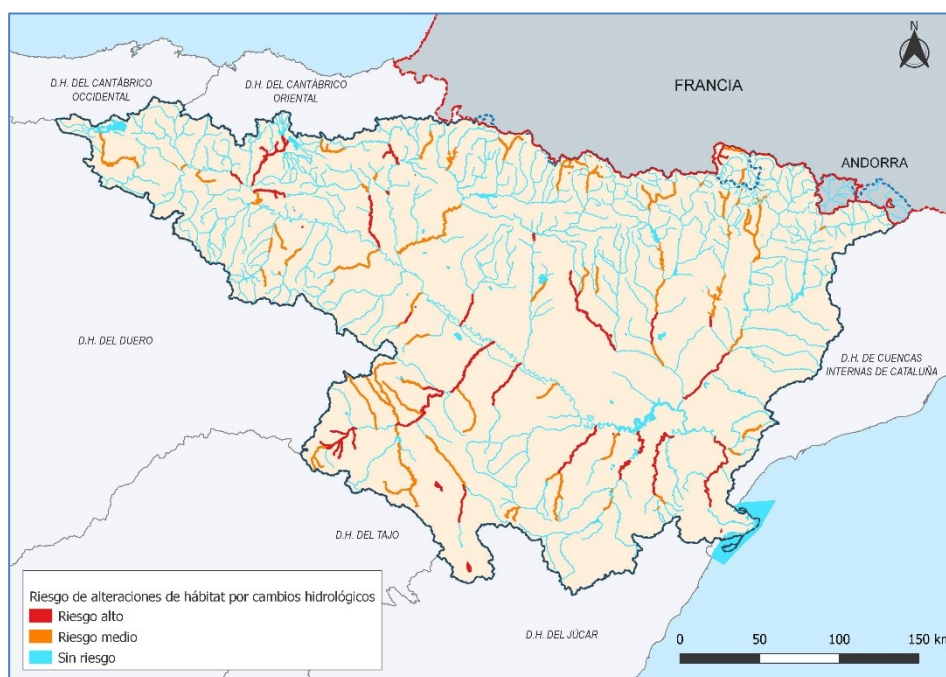 D.H. DEL CANTÁBRICO
OCCIDENTAL
D.H. DEL CANTÁBRICO
ORIENTAL
N
FRANCIA
ANDORRA
D.H. DEL DUERO
D.H. DE CUENCAS
INTERNAS DE CATALUÑA
D.H. DEL TAJO
D.H. DEL JÚCAR
Riesgo de alteraciones de hábitat por cambios hidrológicos
Riesgo alto
Riesgo medio
Sin riesgo
0 50 100 150 km